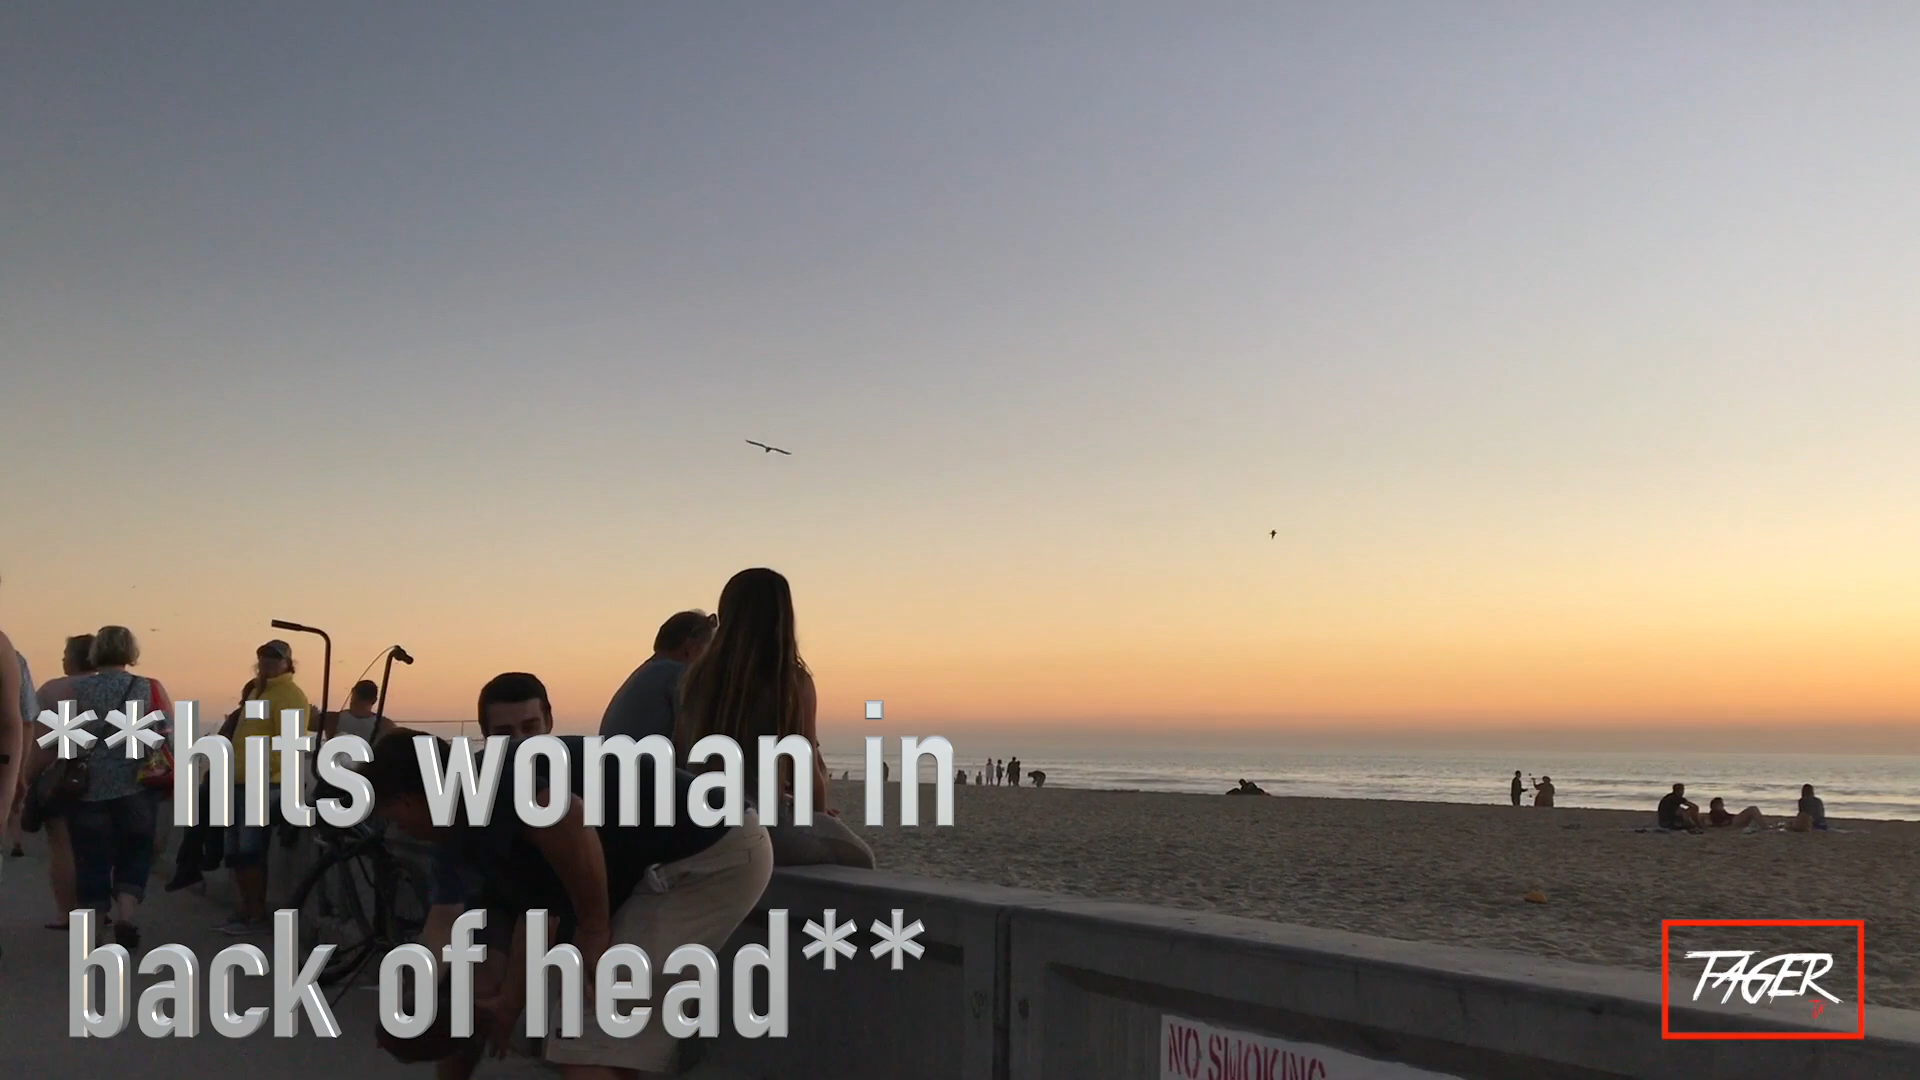 **hits woman in
back of head**
TAGER
NO SMOKING